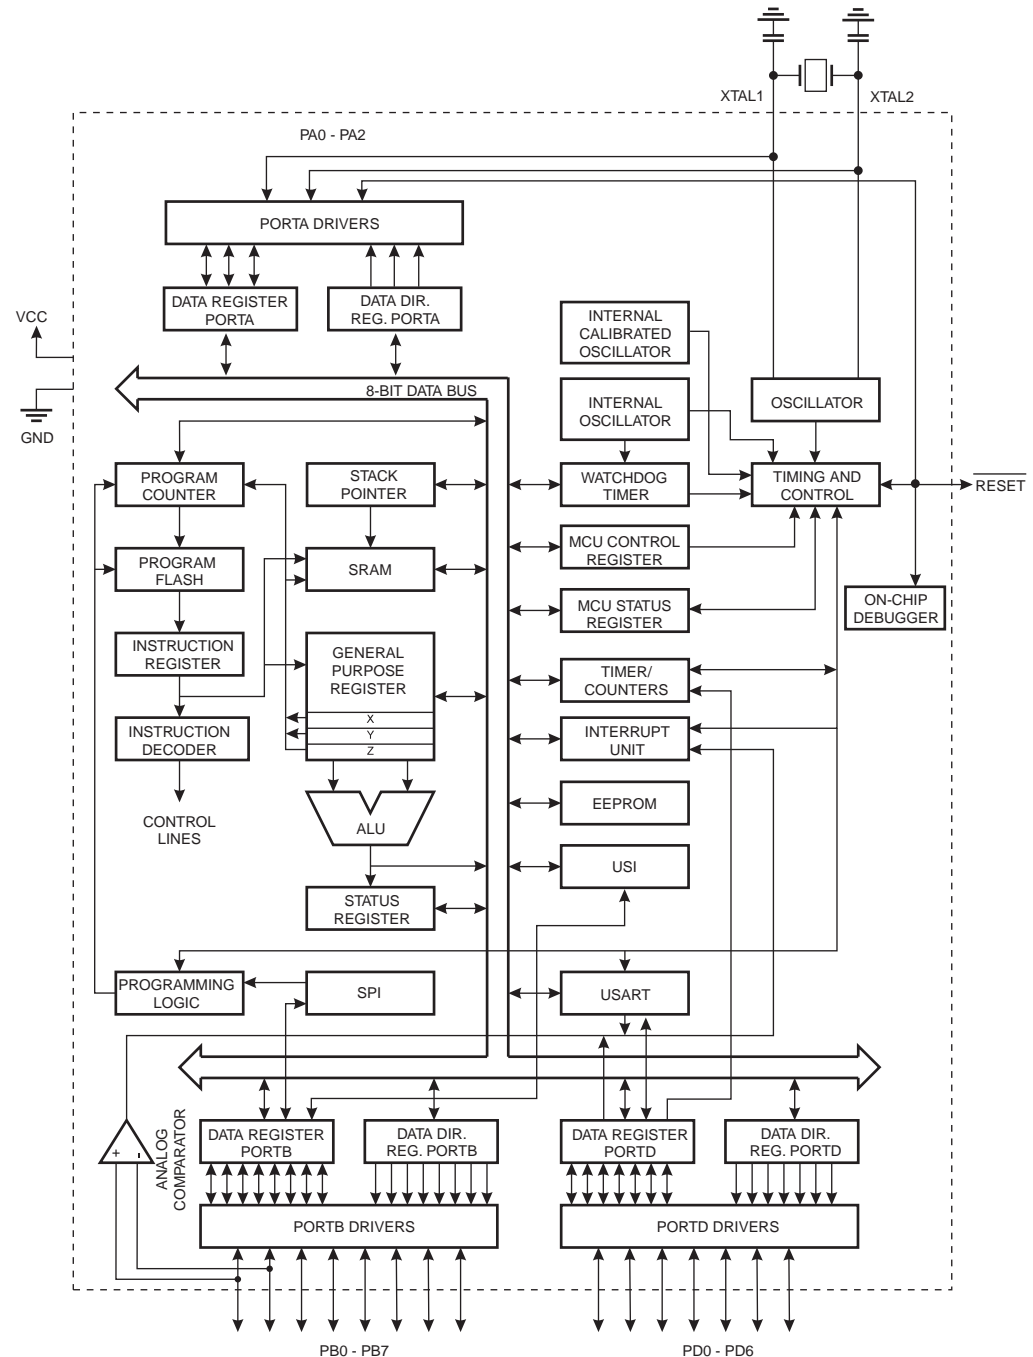 XTAL1
XTAL2
PA0 - PA2
PORTA DRIVERS
DATA REGISTER
PORTA
DATA DIR.
REG. PORTA
VCC
GND
8-BIT DATA BUS
INTERNAL
CALIBRATED
OSCILLATOR
INTERNAL
OSCILLATOR
OSCILLATOR
PROGRAM
COUNTER
STACK
POINTER
WATCHDOG
TIMER
TIMING AND
CONTROL
RESET
PROGRAM
FLASH
SRAM
MCU CONTROL
REGISTER
MCU STATUS
REGISTER
ON-CHIP
DEBUGGER
INSTRUCTION
REGISTER
GENERAL
PURPOSE
REGISTER
X
Y
Z
TIMER/
COUNTERS
INSTRUCTION
DECODER
INTERRUPT
UNIT
CONTROL
LINES
ALU
EEPROM
USI
STATUS
REGISTER
PROGRAMMING
LOGIC
SPI
USART
+
-
ANALOG
COMPARATOR
DATA REGISTER
PORTB
DATA DIR.
REG. PORTB
DATA REGISTER
PORTD
DATA DIR.
REG. PORTD
PORTB DRIVERS
PORTD DRIVERS
PB0 - PB7
PD0 - PD6